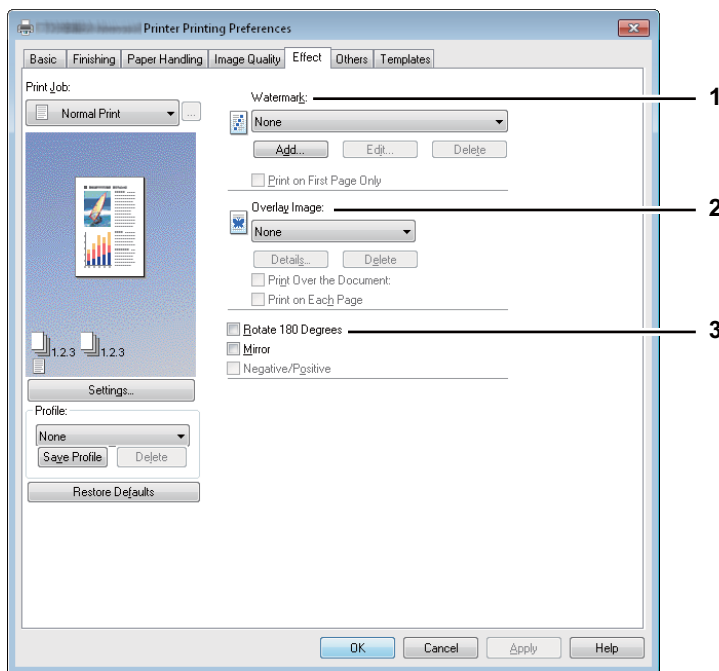 Printer Printing Preferences
Basic Finishing Paper Handling Image Quality Effect Others Templates
Print Job:
Normal Print
...
1.2.3 1.2.3
Settings...
Profile:
None
Save Profile Delete
Restore Defaults
Watermark: 1
None
Add... Edit... Delete
Print on First Page Only
Overlay Image: 2
None
Details... Delete
Print Over the Document:
Print on Each Page
Rotate 180 Degrees 3
Mirror
Negative/Positive
OK Cancel Apply Help